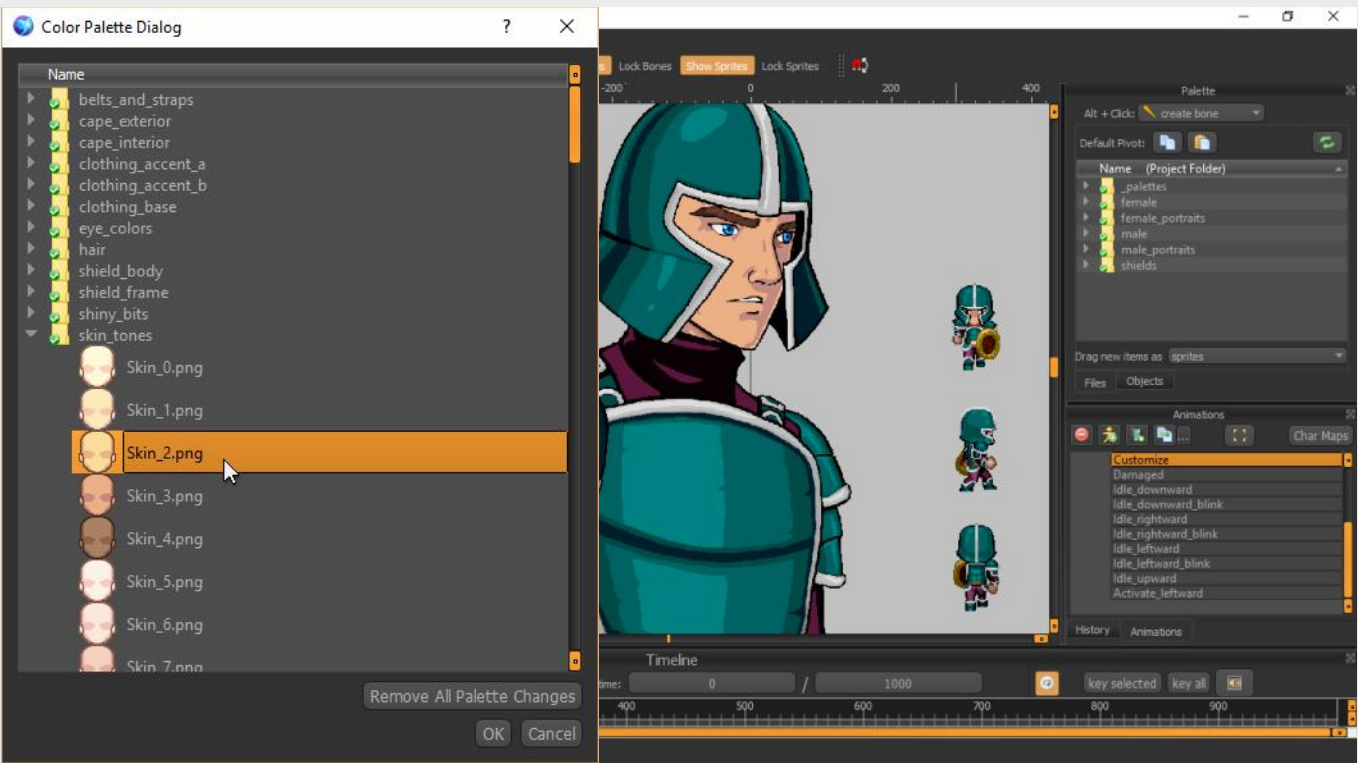 Color Palette Dialog
?
Name
belts_and_straps
cape_exterior
cape_interior
clothing_accent_a
clothing_accent_b
clothing_base
eye_colors
hair
shield_body
shield_frame
shiny_bits
skin_tones
Skin_0.png
Skin_1.png
Skin_2.png
Skin_3.png
Skin_4.png
Skin_5.png
Skin_6.png
Skin_7.png
Remove All Palette Changes
OK Cancel
Lock Bones Show Sprites Lock Sprites
-200 0 200 400
Palette
Alt + Click: create bone
Default Pivot:
Name (Project Folder)
_palettes
female
female_portraits
male
male_portraits
shields
Drag new items as sprites
Files Objects
Animations
Char Maps
Customize
Damaged
Idle_downward
Idle_downward_blink
Idle_rightward
Idle_rightward_blink
Idle_leftward
Idle_leftward_blink
Idle_upward
Activate_leftward
History Animations
Timeline
0 / 1000
key selected key all
400 500 600 700 800 900